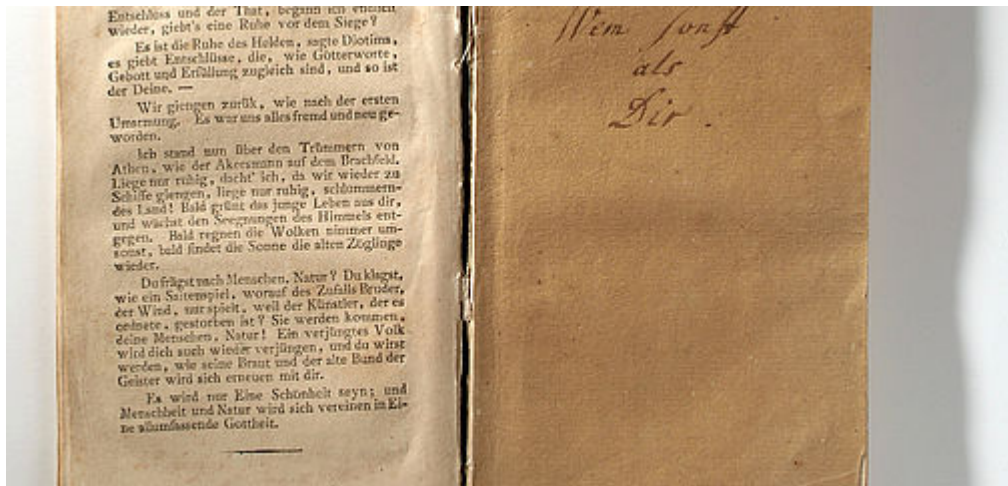 Entschluss und der That, begann ich endlich
wieder, giebt's eine Ruhe vor dem Siege?
Es ist die Ruhe des Helden, sagte Diotima,
es giebt Entschlüsse, die, wie Götterworte,
Gebott und Erfüllung zugleich sind, und so ist
der Deine. —
Wir giengen zurük, wie nach der ersten
Umarmung. Es war uns alles fremd und neu ge-
worden.
Ich stand nun über den Trümmern von
Athen, wie der Akersmann auf dem Brachfeld.
Liege nur ruhig, dacht' ich, da wir wieder zu
Schiffe giengen, liege nur ruhig, schlummern-
des Land! Bald grünt das junge Leben aus dir,
und wächst den Seegnungen des Himmels ent-
gegen. Bald regnen die Wolken nimmer um-
sonst, bald findet die Sonne die alten Zöglinge
wieder.
Du frägst nach Menschen, Natur? Du klagst,
wie ein Saitenspiel, worauf des Zufalls Bruder,
der Wind, nur spielt, weil der Künstler, der es
ordnete, gestorben ist? Sie werden kommen,
deine Menschen, Natur! Ein verjüngtes Volk
wird dich auch wieder verjüngen, und du wirst
werden, wie seine Braut und der alte Bund der
Geister wird sich erneuen mit dir.
Es wird nur Eine Schönheit seyn; und
Menschheit und Natur wird sich vereinen in Ei-
ne allumfassende Gottheit.
Wem sonst
als
Dir.